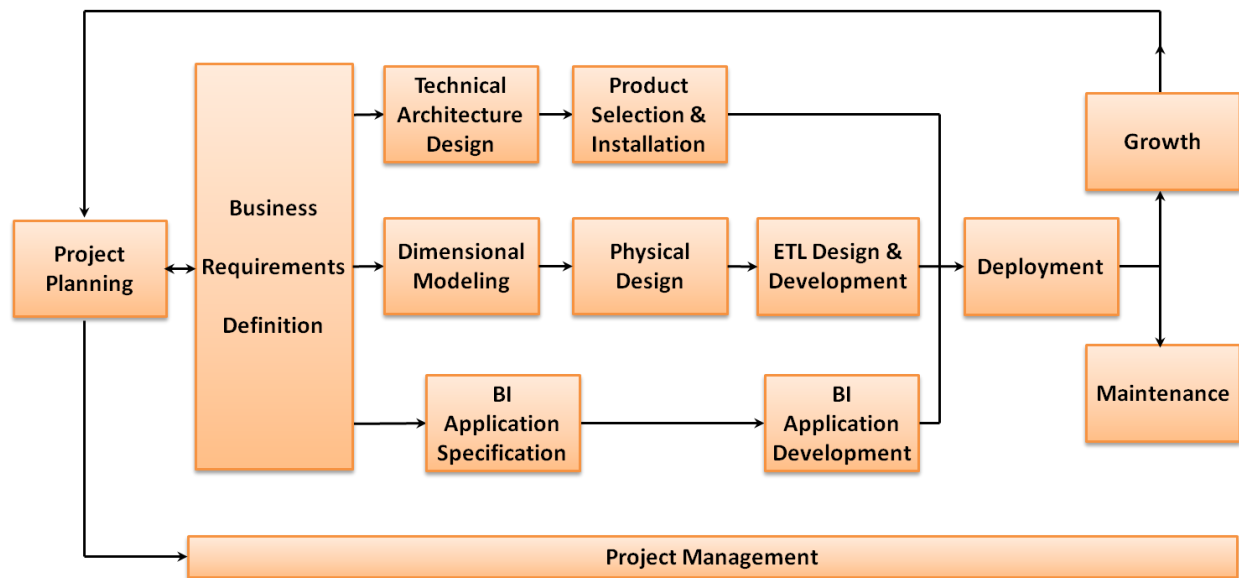 Technical
Architecture
Design
Product
Selection &
Installation
Growth
Business
Requirements
Definition
Project
Planning
Dimensional
Modeling
Physical
Design
ETL Design &
Development
Deployment
BI
Application
Specification
BI
Application
Development
Maintenance
Project Management